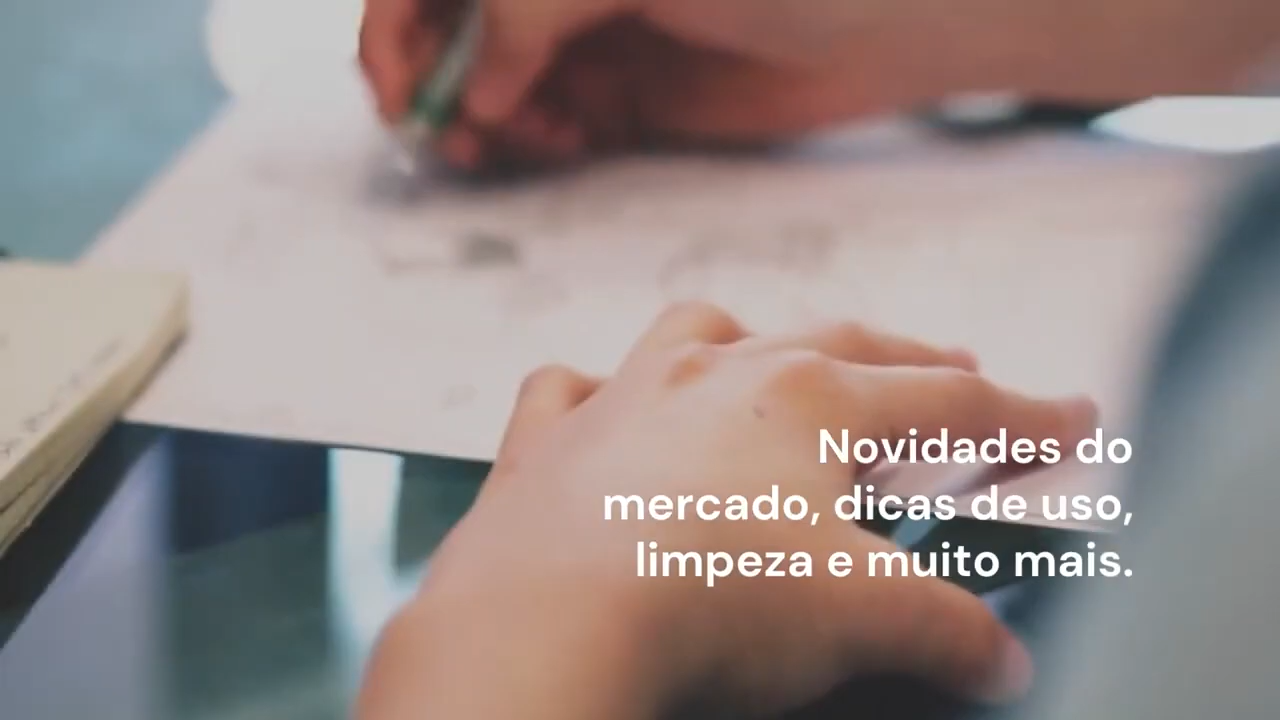 Novidades do
mercado, dicas de uso,
limpeza e muito mais.